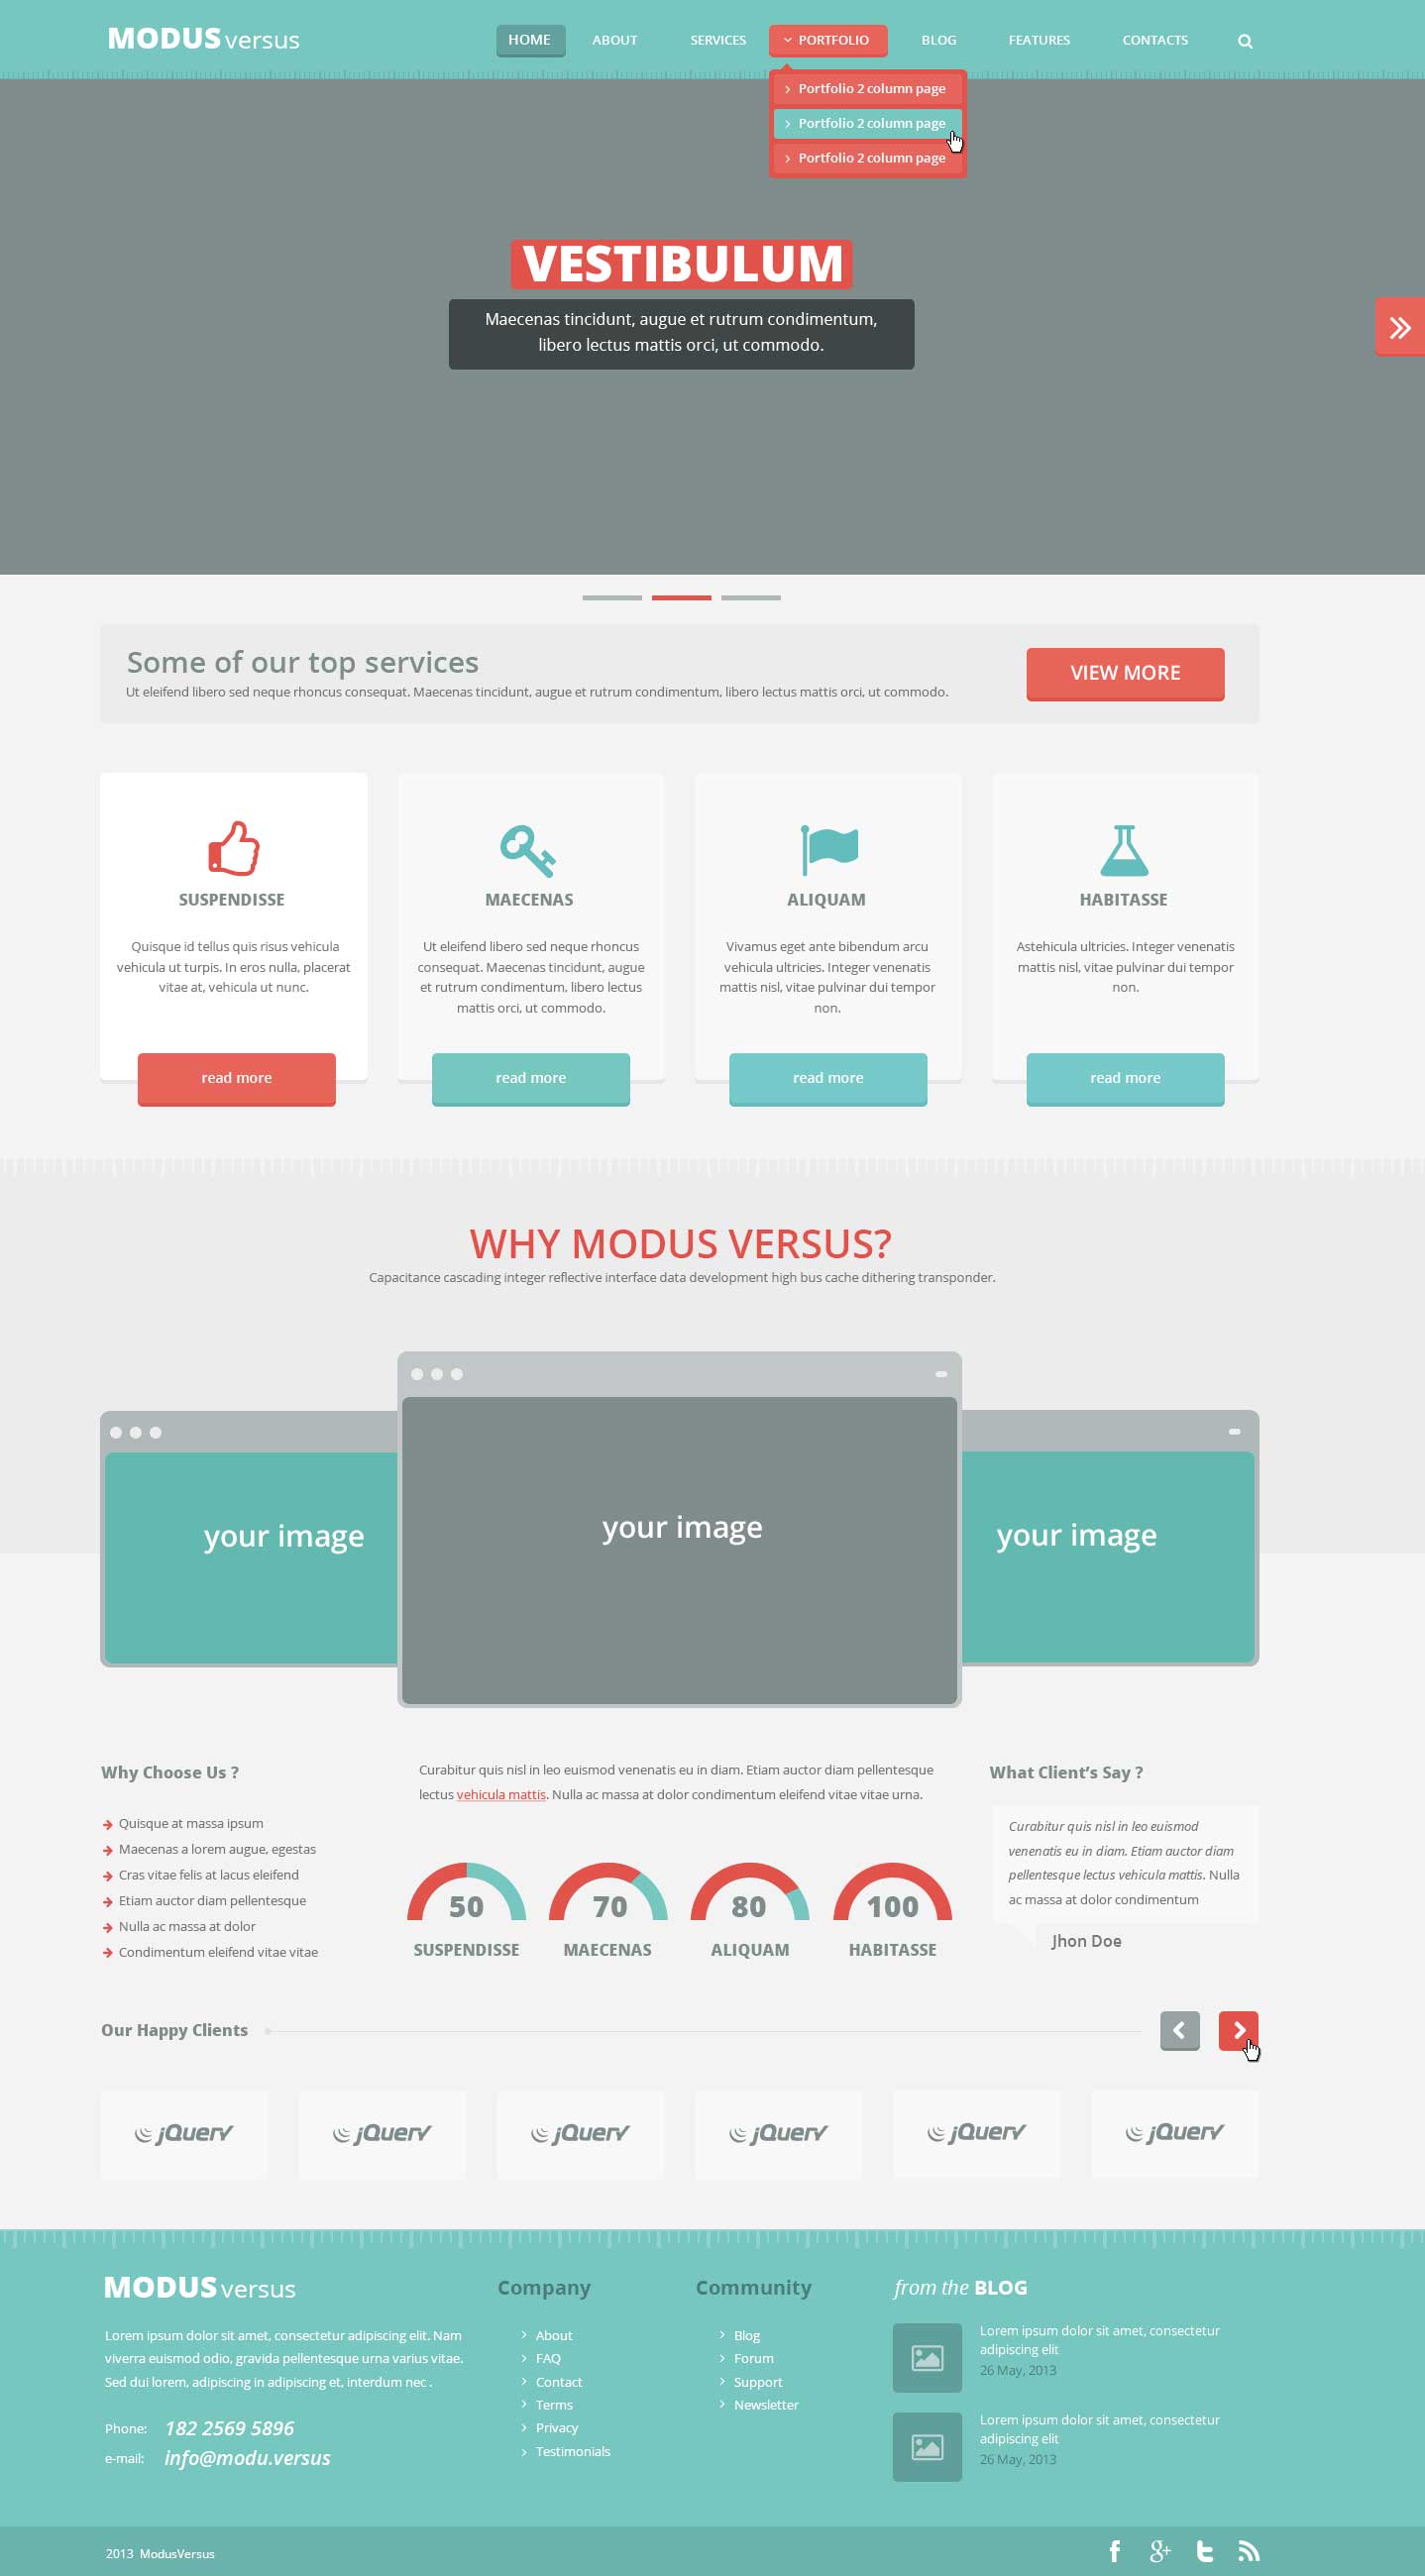 MODUS versus
HOME ABOUT SERVICES PORTFOLIO BLOG FEATURES CONTACTS
Portfolio 2 column page
Portfolio 2 column page
Portfolio 2 column page
VESTIBULUM
Maecenas tincidunt, augue et rutrum condimentum,
libero lectus mattis orci, ut commodo.
Some of our top services
Ut eleifend libero sed neque rhoncus consequat. Maecenas tincidunt, augue et rutrum condimentum, libero lectus mattis orci, ut commodo.
VIEW MORE
SUSPENDISSE
Quisque id tellus quis risus vehicula
vehicula ut turpis. In eros nulla, placerat
vitae at, vehicula ut nunc.
read more
MAECENAS
Ut eleifend libero sed neque rhoncus
consequat. Maecenas tincidunt, augue
et rutrum condimentum, libero lectus
mattis orci, ut commodo.
read more
ALIQUAM
Vivamus eget ante bibendum arcu
vehicula ultricies. Integer venenatis
mattis nisl, vitae pulvinar dui tempor
non.
read more
HABITASSE
Astehicula ultricies. Integer venenatis
mattis nisl, vitae pulvinar dui tempor
non.
read more
WHY MODUS VERSUS?
Capacitance cascading integer reflective interface data development high bus cache dithering transponder.
your image
your image
your image
Why Choose Us ?
Quisque at massa ipsum
Maecenas a lorem augue, egestas
Cras vitae felis at lacus eleifend
Etiam auctor diam pellentesque
Nulla ac massa at dolor
Condimentum eleifend vitae vitae
Curabitur quis nisl in leo euismod venenatis eu in diam. Etiam auctor diam pellentesque
lectus vehicula mattis. Nulla ac massa at dolor condimentum eleifend vitae vitae urna.
50 70 80 100
SUSPENDISSE MAECENAS ALIQUAM HABITASSE
What Client's Say ?
Curabitur quis nisl in leo euismod
venenatis eu in diam. Etiam auctor diam
pellentesque lectus vehicula mattis. Nulla
ac massa at dolor condimentum
Jhon Doe
Our Happy Clients
jQuery jQuery jQuery jQuery jQuery jQuery
MODUS versus
Lorem ipsum dolor sit amet, consectetur adipiscing elit. Nam
viverra euismod odio, gravida pellentesque urna varius vitae.
Sed dui lorem, adipiscing in adipiscing et, interdum nec .
Phone: 182 2569 5896
e-mail: info@modu.versus
Company
About
FAQ
Contact
Terms
Privacy
Testimonials
Community
Blog
Forum
Support
Newsletter
from the BLOG
Lorem ipsum dolor sit amet, consectetur
adipiscing elit
26 May, 2013
Lorem ipsum dolor sit amet, consectetur
adipiscing elit
26 May, 2013
2013 ModusVersus